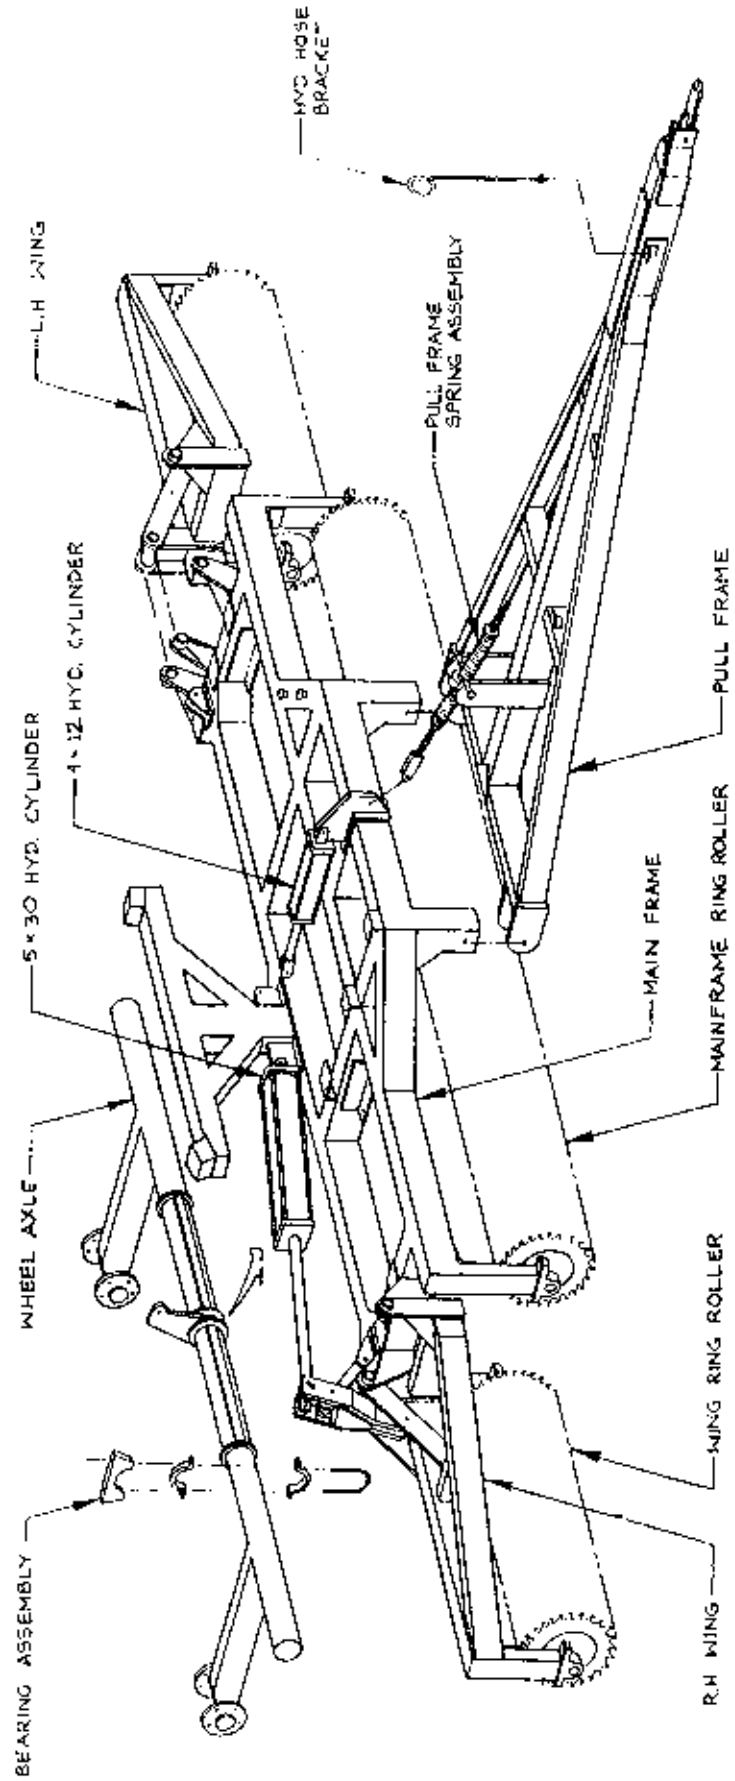 BEARING ASSEMBLY
WHEEL AXLE
5 × 30 HYD. CYLINDER
4 × 12 HYD. CYLINDER
L.H WING
HYD HOSE
BRACKET
PULL FRAME
SPRING ASSEMBLY
R.H WING
WING RING ROLLER
MAIN FRAME
MAINFRAME RING ROLLER
PULL FRAME